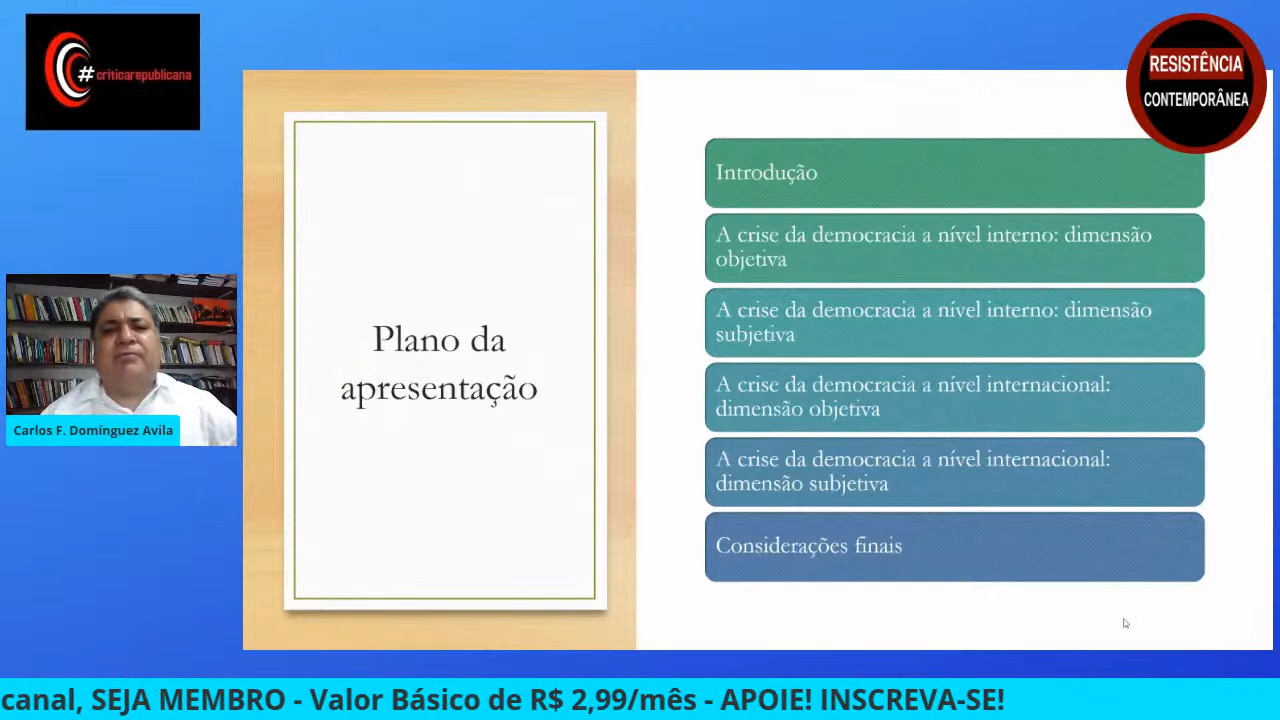 #criticarepublicana
RESISTÊNCIA
CONTEMPORÂNEA
Plano da
apresentação
Introdução
A crise da democracia a nível interno: dimensão
objetiva
A crise da democracia a nível interno: dimensão
subjetiva
A crise da democracia a nível internacional:
dimensão objetiva
A crise da democracia a nível internacional:
dimensão subjetiva
Considerações finais
Carlos F. Domínguez Avila
canal, SEJA MEMBRO - Valor Básico de R$ 2,99/mês - APOIE! INSCREVA-SE!